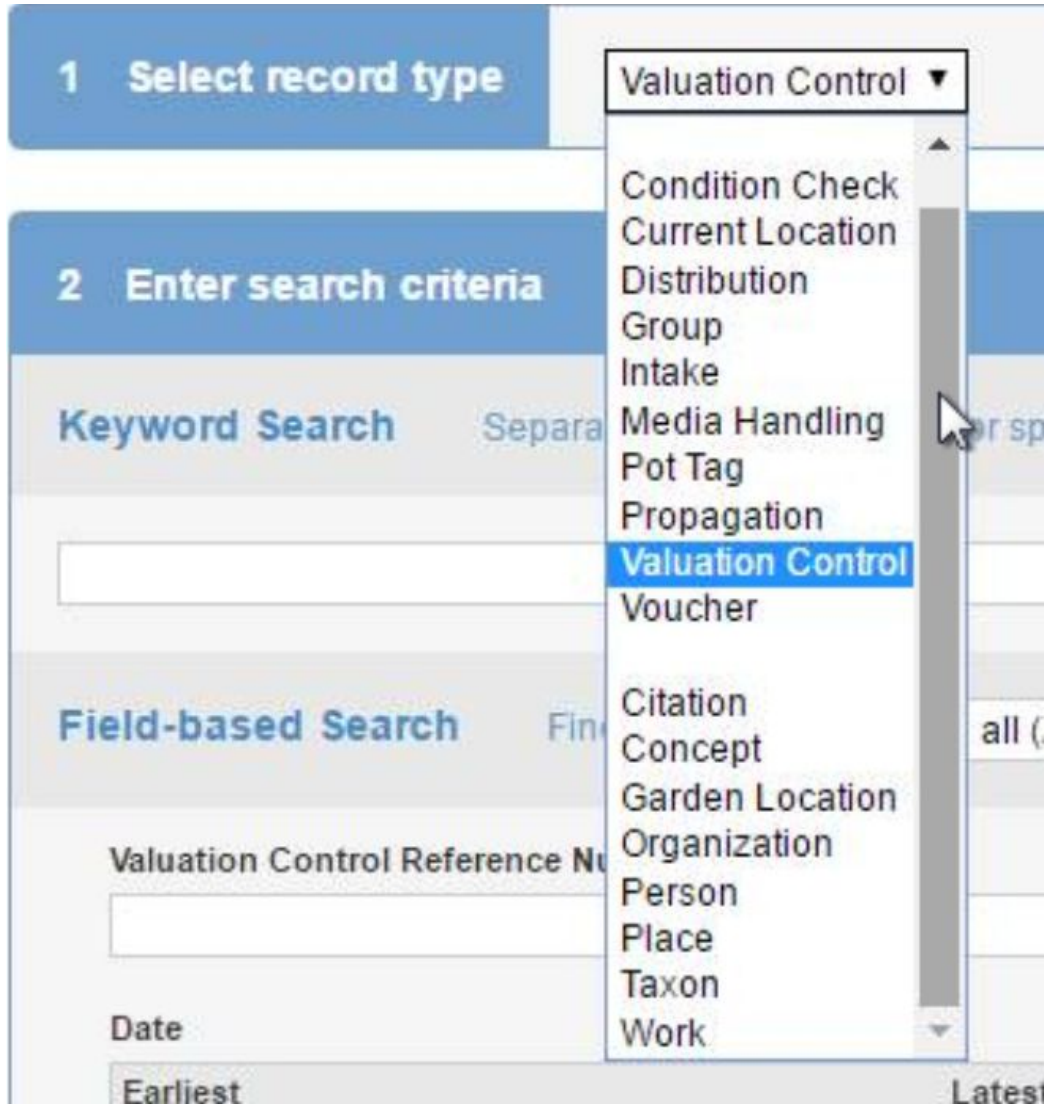 1 Select record type
Valuation Control
Condition Check
Current Location
Distribution
Group
Intake
Media Handling
Pot Tag
Propagation
Valuation Control
Voucher
Citation
Concept
Garden Location
Organization
Person
Place
Taxon
Work
2 Enter search criteria
Keyword Search
Field-based Search
all
Valuation Control Reference
Date
Earliest
Latest